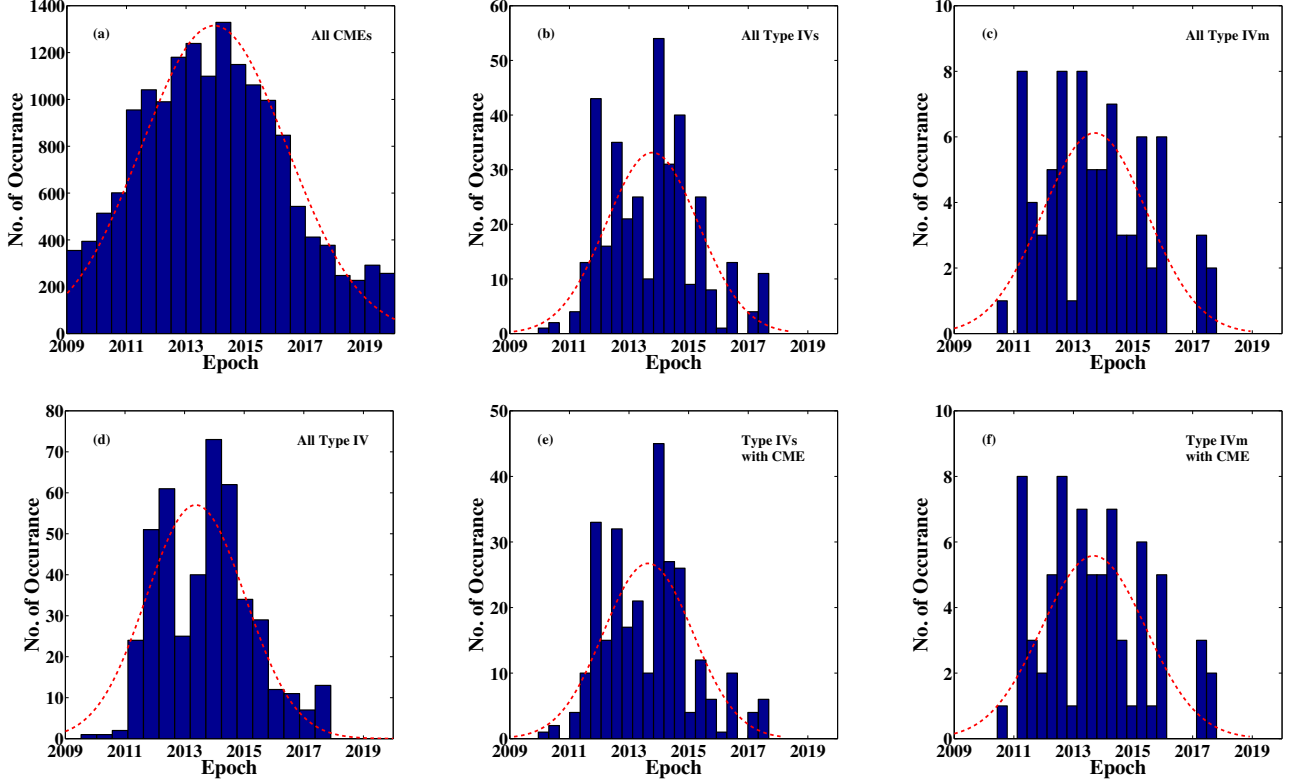 1400
1200
1000
800
600
400
200
0
No. of Occurance
(a)
All CMEs
2009 2011 2013 2015 2017 2019
Epoch
60
50
40
30
20
10
0
No. of Occurance
(b)
All Type IVs
2009 2011 2013 2015 2017 2019
Epoch
10
8
6
4
2
0
No. of Occurance
(c)
All Type IVm
2009 2011 2013 2015 2017 2019
Epoch
80
70
60
50
40
30
20
10
0
No. of Occurance
(d)
All Type IV
2009 2011 2013 2015 2017 2019
Epoch
50
40
30
20
10
0
No. of Occurance
(e)
Type IVs
with CME
2009 2011 2013 2015 2017 2019
Epoch
10
8
6
4
2
0
No. of Occurance
(f)
Type IVm
with CME
2009 2011 2013 2015 2017 2019
Epoch